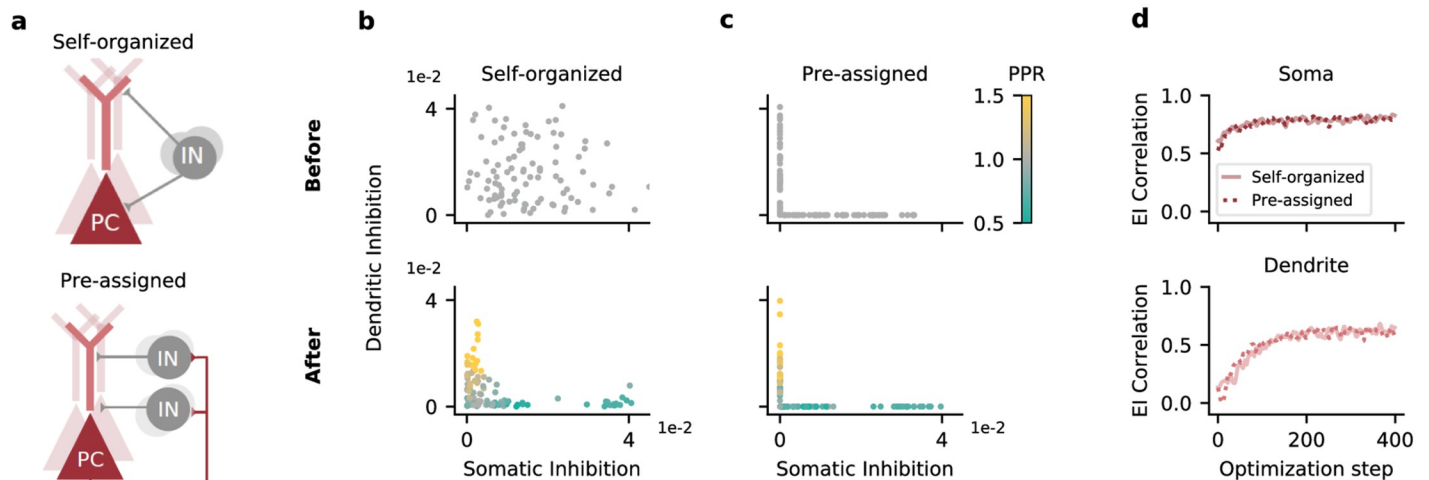 a
Self-organized
IN
PC
Pre-assigned
IN
IN
PC
b
Self-organized
Before
After
Dendritic Inhibition
1e-2
4
0
1e-2
4
0
0 4
1e-2
Somatic Inhibition
c
Pre-assigned
PPR
1.5
1.0
0.5
0 4
1e-2
Somatic Inhibition
d
Soma
EI Correlation
1.0
0.5
0.0
Self-organized
Pre-assigned
Dendrite
EI Correlation
1.0
0.5
0.0
0 200 400
Optimization step